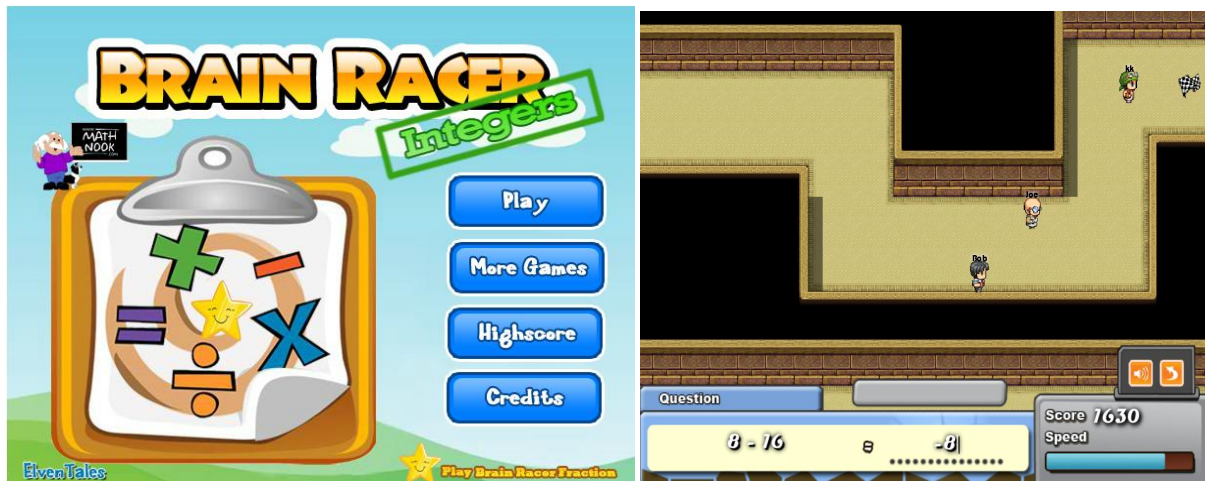 BRAIN RACER
Integers
MATH
NOOK
.com
Play
More Games
Highscore
Credits
ElvenTales
Play Brain Racer Fraction
kk
Joe
Bob
Question
8 - 16 = -8
Score 1630
Speed